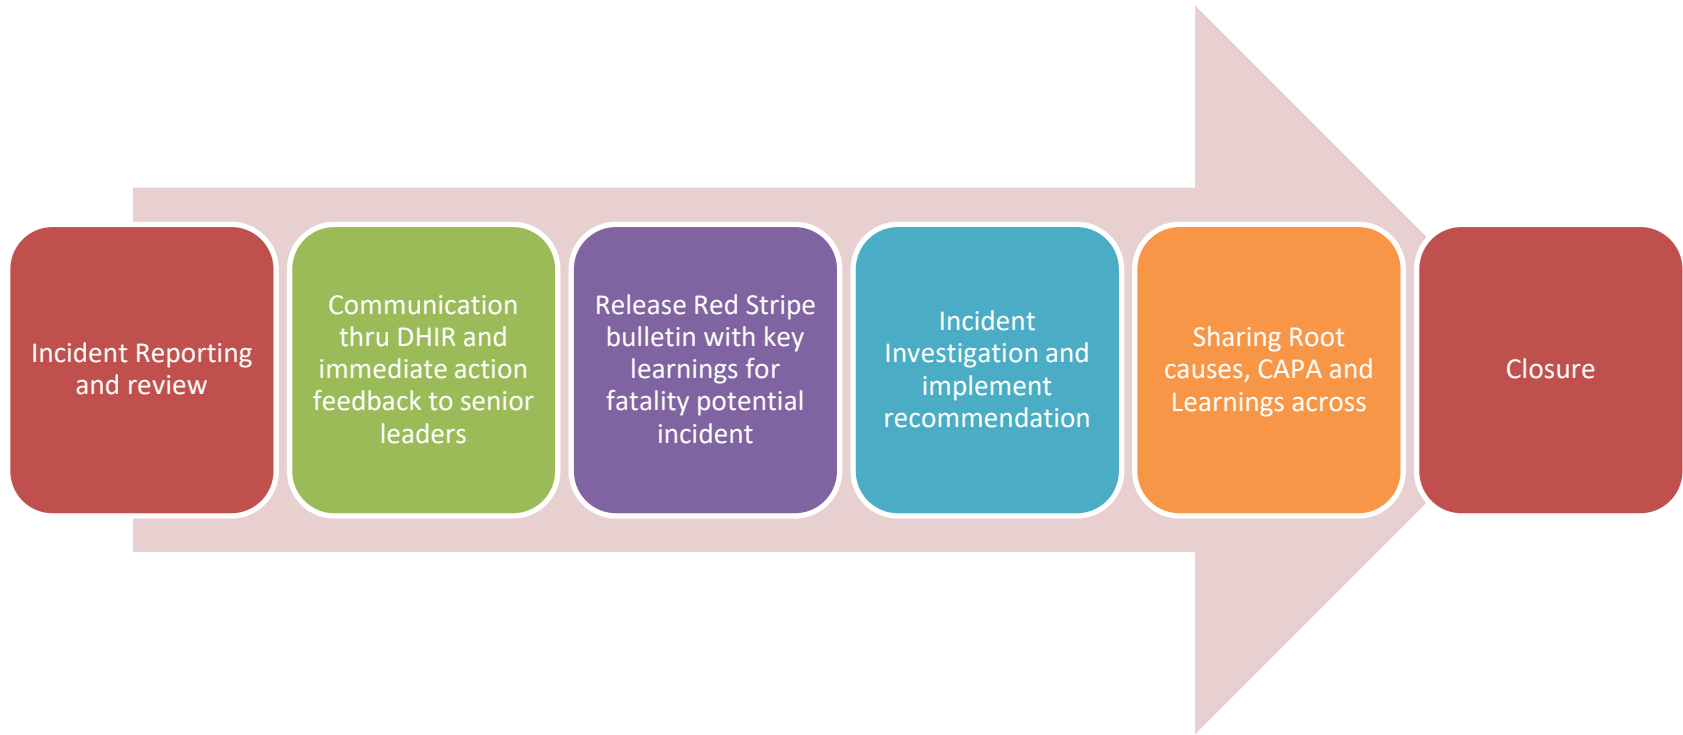 Incident Reporting
and review
Communication
thru DHIR and
immediate action
feedback to senior
leaders
Release Red Stripe
bulletin with key
learnings for
fatality potential
incident
Incident
Investigation and
implement
recommendation
Sharing Root
causes, CAPA and
Learnings across
Closure